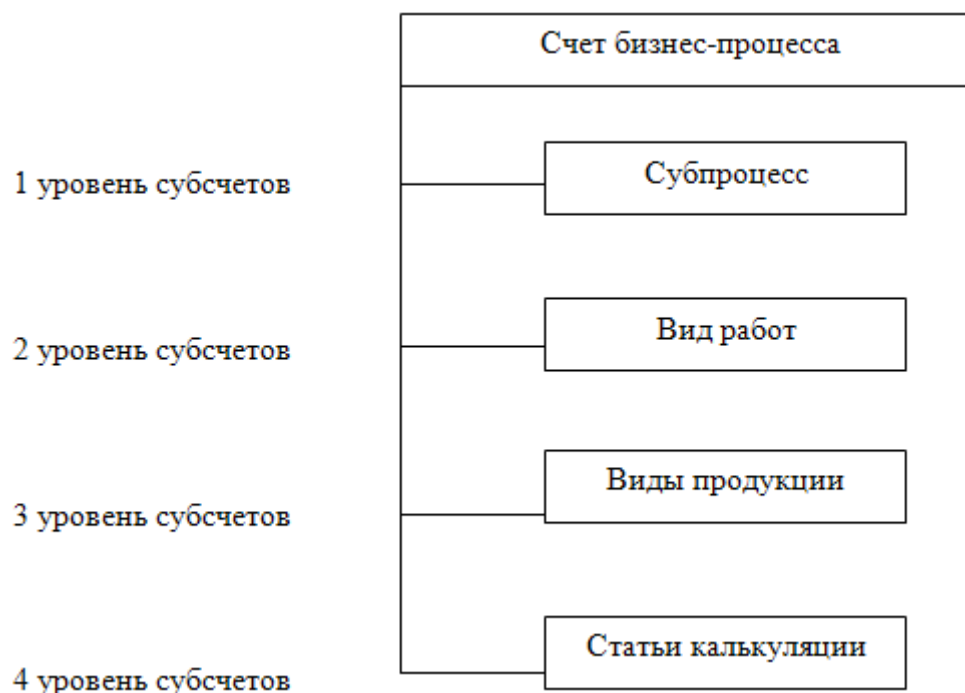 Счет бизнес-процесса
1 уровень субсчетов
Субпроцесс
2 уровень субсчетов
Вид работ
3 уровень субсчетов
Виды продукции
4 уровень субсчетов
Статьи калькуляции